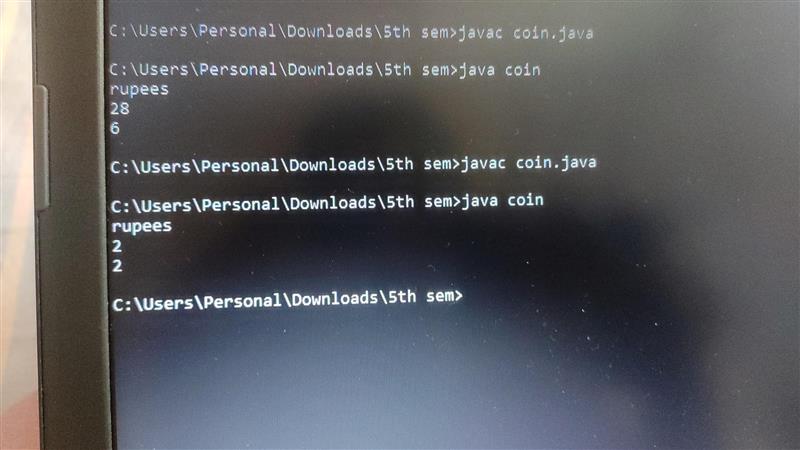 C:\Users\Personal\Downloads\5th sem>javac coin.java
C:\Users\Personal\Downloads\5th sem>java coin
rupees
28
6
C:\Users\Personal\Downloads\5th sem>javac coin.java
C:\Users\Personal\Downloads\5th sem>java coin
rupees
2
2
C:\Users\Personal\Downloads\5th sem>